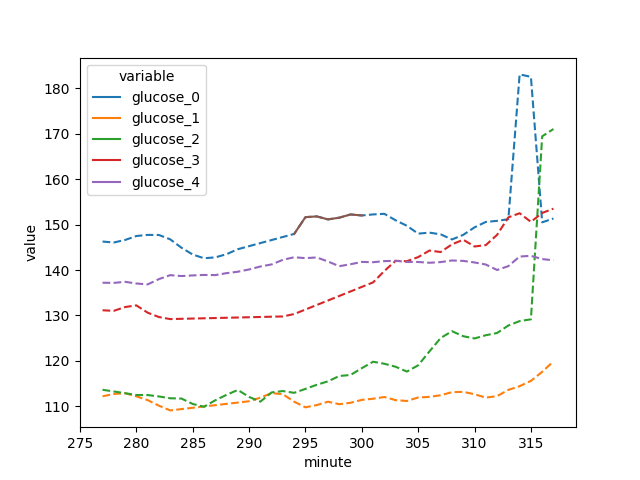 variable
glucose_0
glucose_1
glucose_2
glucose_3
glucose_4
value
180
170
160
150
140
130
120
110
275 280 285 290 295 300 305 310 315
minute